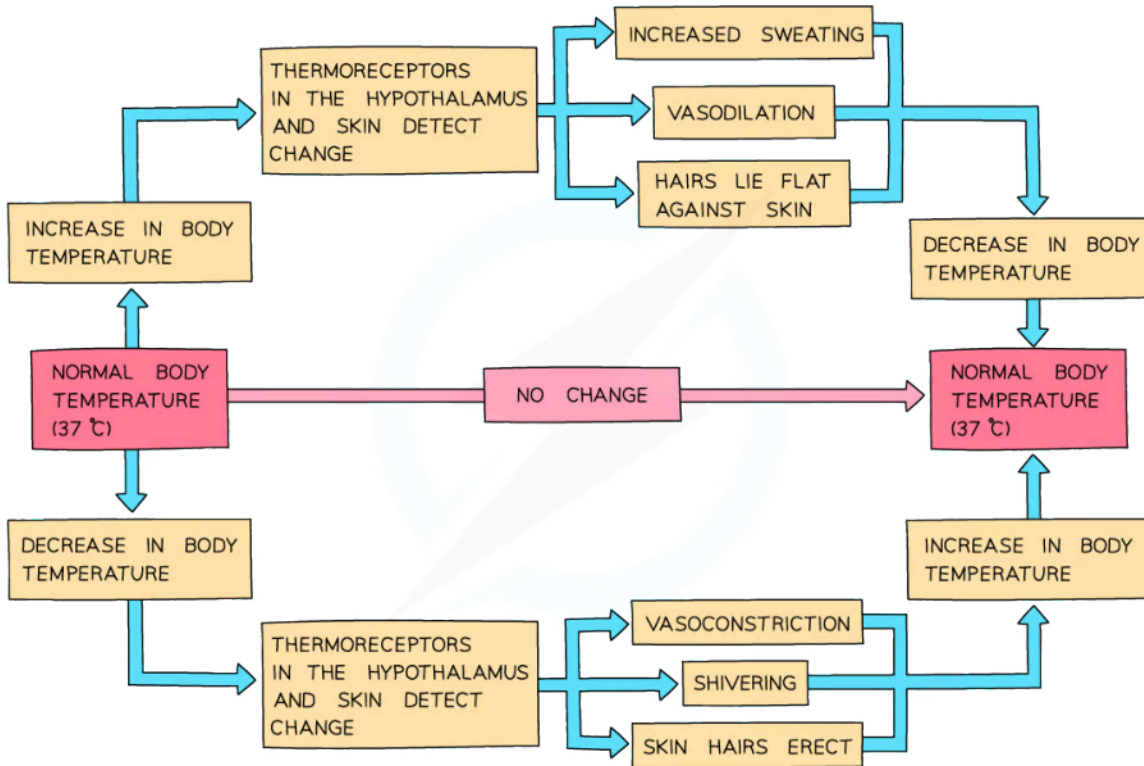 INCREASED SWEATING
THERMORECEPTORS
IN THE HYPOTHALAMUS
AND SKIN DETECT
CHANGE
VASODILATION
HAIRS LIE FLAT
AGAINST SKIN
INCREASE IN BODY
TEMPERATURE
DECREASE IN BODY
TEMPERATURE
NORMAL BODY
TEMPERATURE
(37 ℃)
NO CHANGE
NORMAL BODY
TEMPERATURE
(37 ℃)
DECREASE IN BODY
TEMPERATURE
INCREASE IN BODY
TEMPERATURE
THERMORECEPTORS
IN THE HYPOTHALAMUS
AND SKIN DETECT
CHANGE
VASOCONSTRICTION
SHIVERING
SKIN HAIRS ERECT